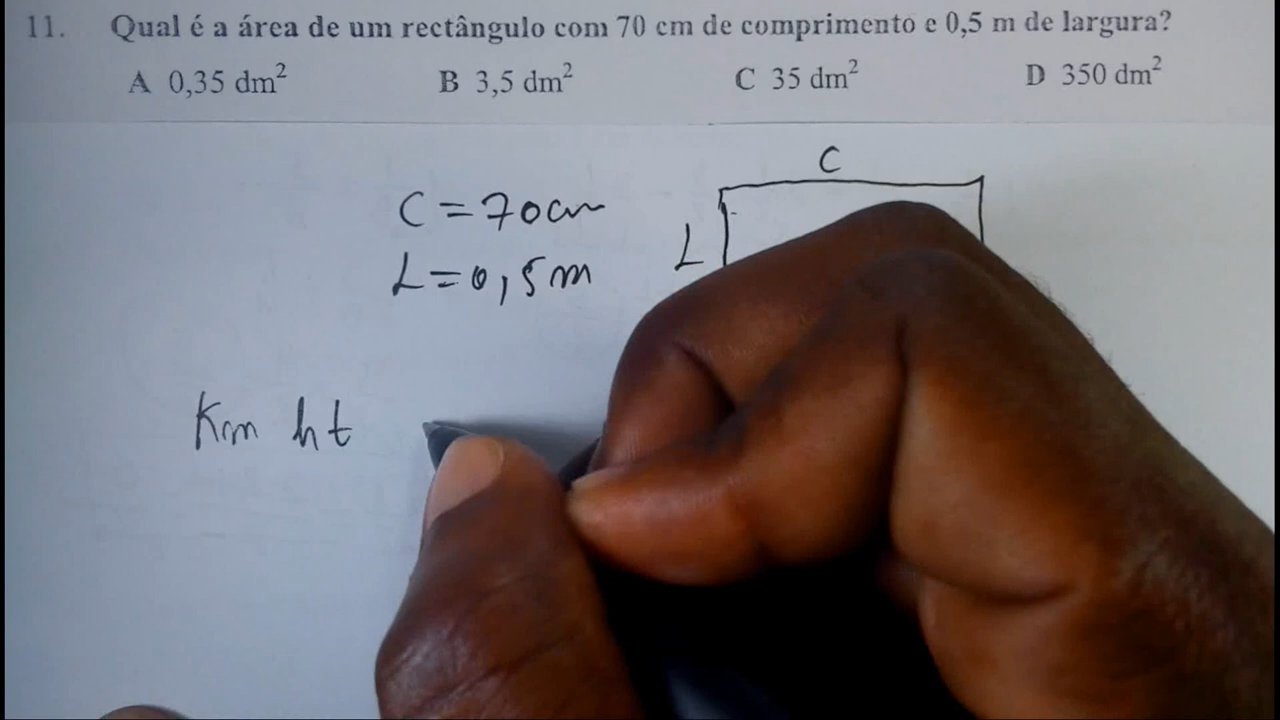 11. Qual é a área de um rectângulo com 70 cm de comprimento e 0,5 m de largura?
A 0,35 dm² B 3,5 dm² C 35 dm² D 350 dm²
C
C = 70cm
L
L = 0,5m
Km ht